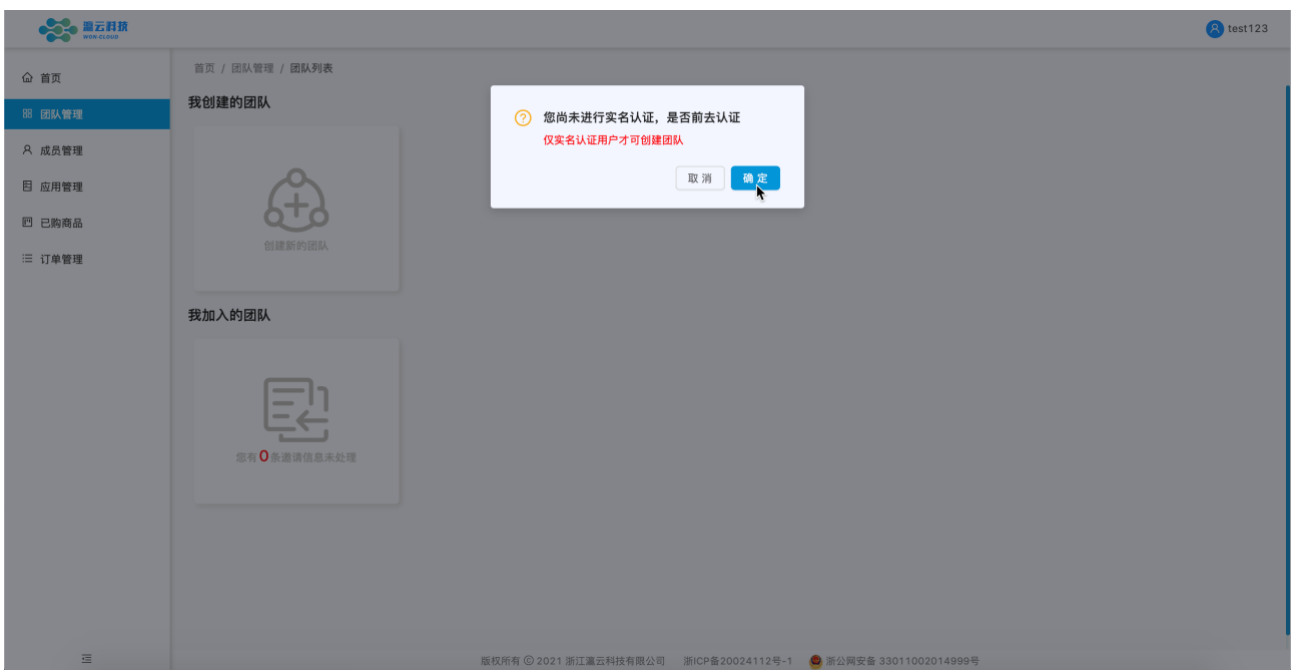 瀛云科技
WON-CLOUD
test123
首页
团队管理
成员管理
应用管理
已购商品
订单管理
首页 / 团队管理 / 团队列表
我创建的团队
创建新的团队
我加入的团队
您有0条邀请信息未处理
您尚未进行实名认证，是否前去认证
仅实名认证用户才可创建团队
取 消
确 定
版权所有 © 2021 浙江瀛云科技有限公司 浙ICP备20024112号-1 浙公网安备 33011002014999号